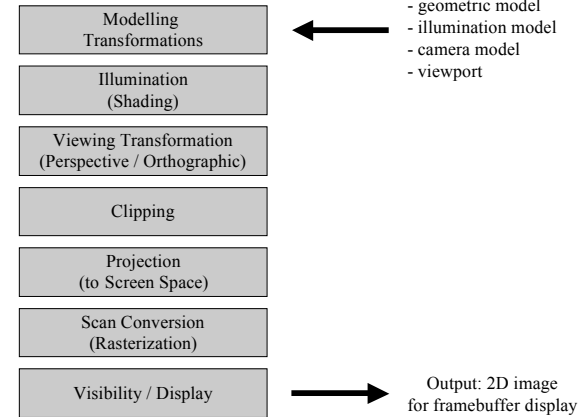 Modelling
Transformations
- geometric model
- illumination model
- camera model
- viewport
Illumination
(Shading)
Viewing Transformation
(Perspective / Orthographic)
Clipping
Projection
(to Screen Space)
Scan Conversion
(Rasterization)
Visibility / Display
Output: 2D image
for framebuffer display